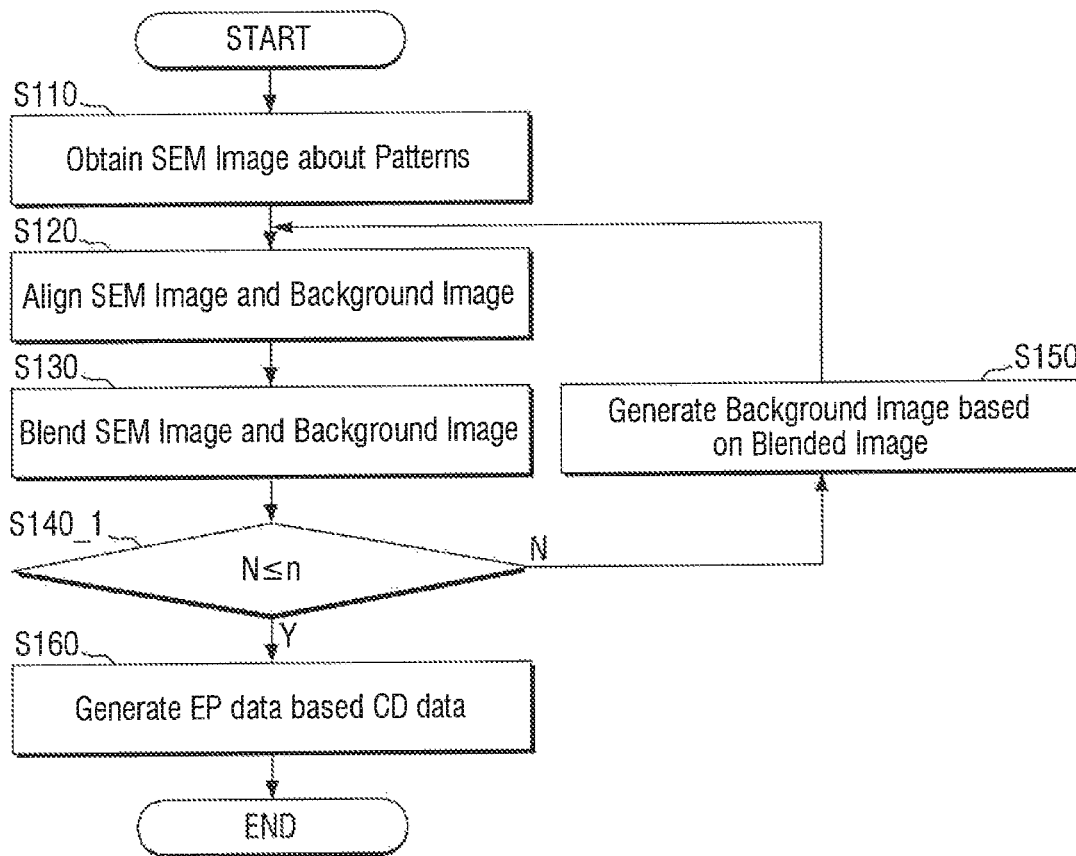 START
S110
Obtain SEM Image about Patterns
S120
Align SEM Image and Background Image
S130
Blend SEM Image and Background Image
S150
Generate Background Image based
on Blended Image
S140_1
N≤n
N
Y
S160
Generate EP data based CD data
END